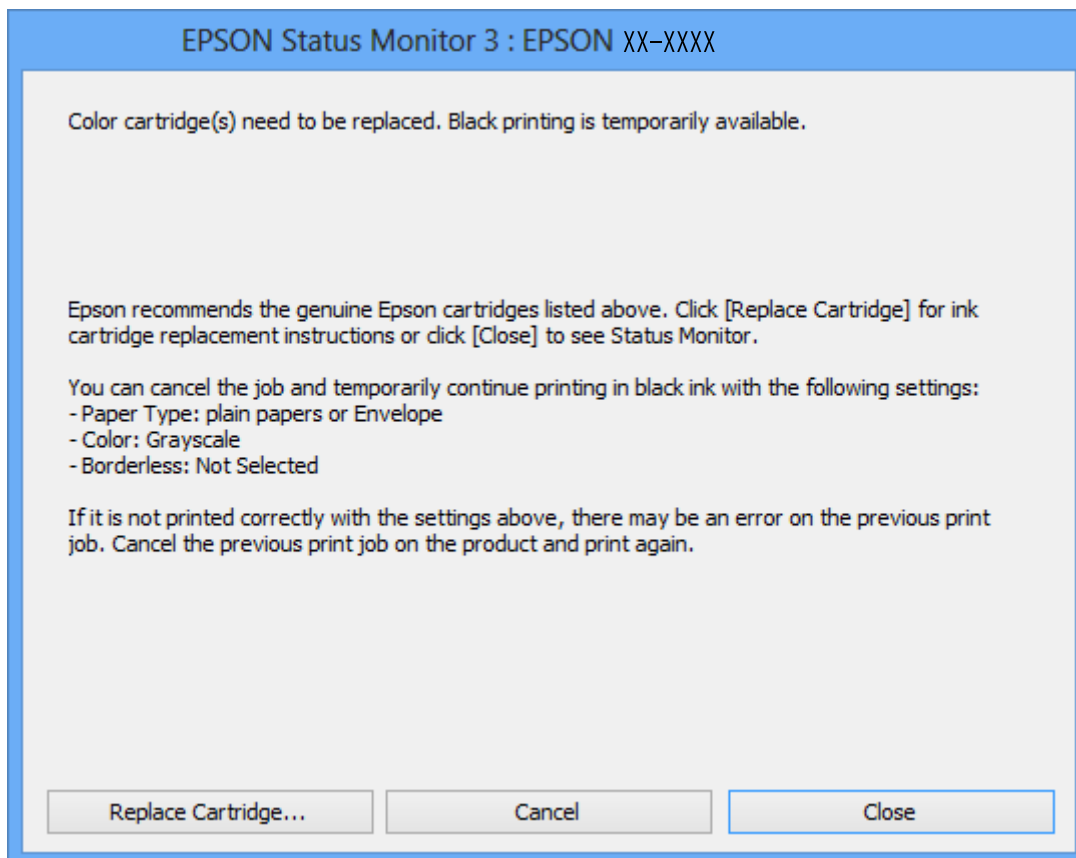 EPSON Status Monitor 3 : EPSON XX-XXXX
Color cartridge(s) need to be replaced. Black printing is temporarily available.
Epson recommends the genuine Epson cartridges listed above. Click [Replace Cartridge] for ink
cartridge replacement instructions or click [Close] to see Status Monitor.
You can cancel the job and temporarily continue printing in black ink with the following settings:
- Paper Type: plain papers or Envelope
- Color: Grayscale
- Borderless: Not Selected
If it is not printed correctly with the settings above, there may be an error on the previous print
job. Cancel the previous print job on the product and print again.
Replace Cartridge... Cancel Close